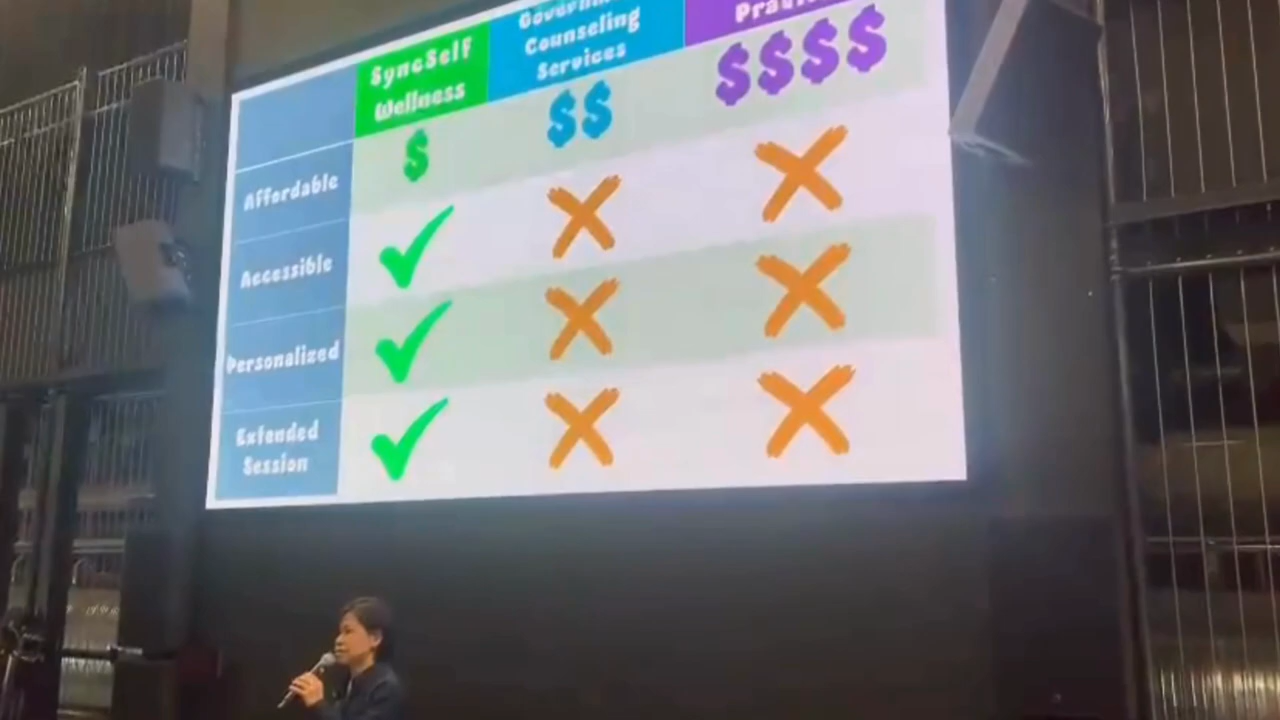 SyncSelf
Wellness
Counseling
Services
Affordable
$
$$
$$$$
Accessible
Personalized
Extended
Session